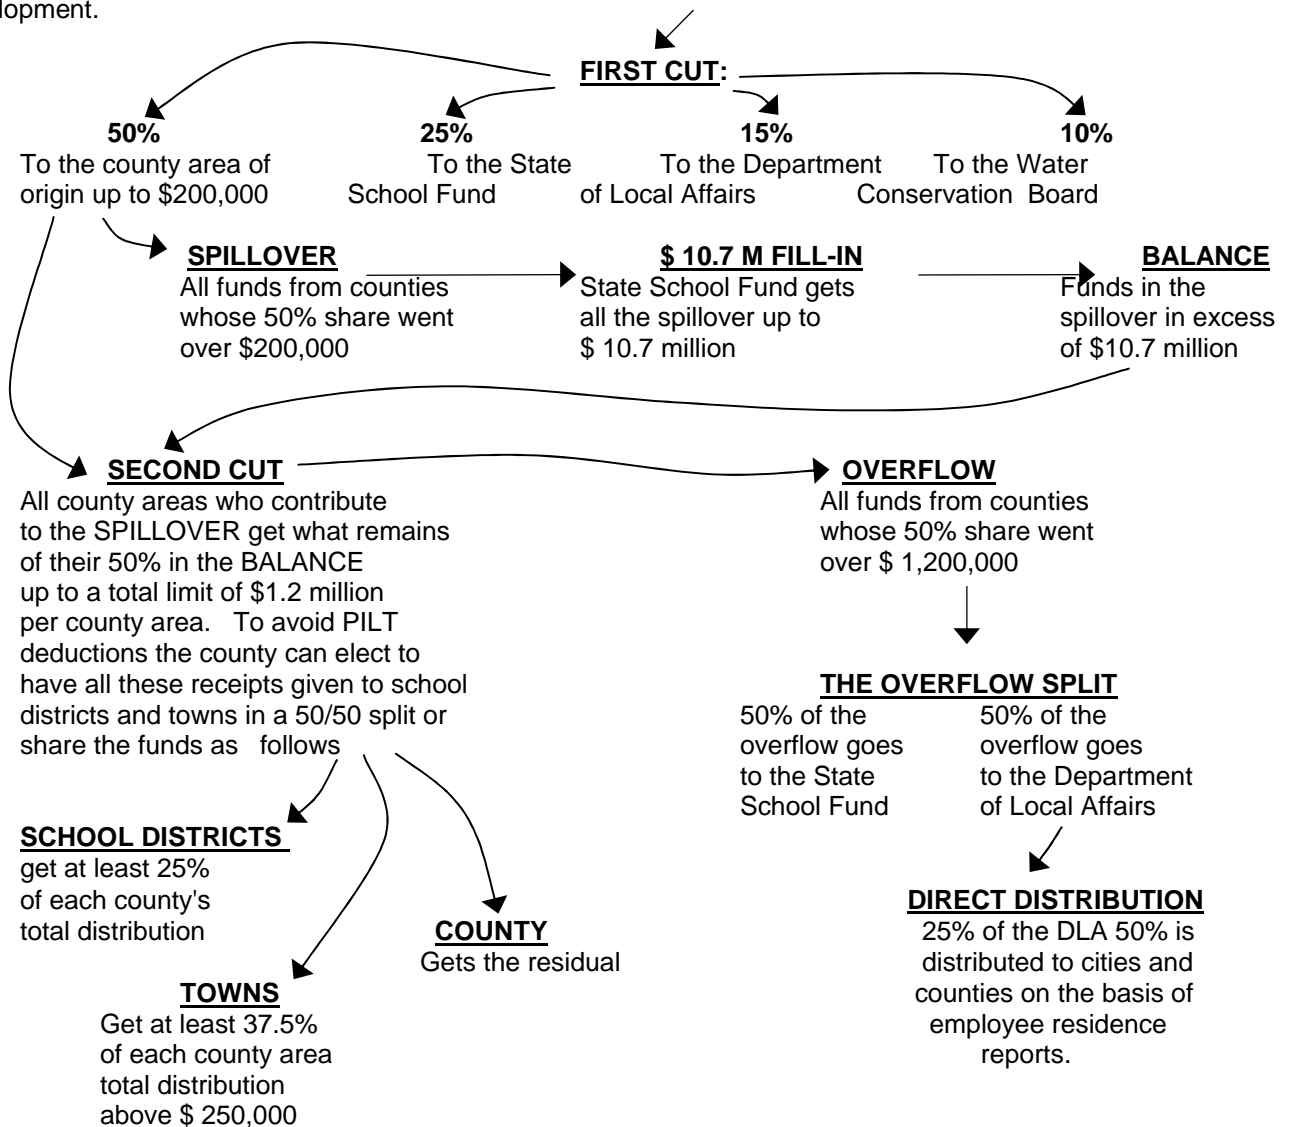 lopment.
FIRST CUT:
50%
To the county area of
origin up to $200,000
25%
To the State
School Fund
15%
To the Department
of Local Affairs
10%
To the Water
Conservation Board
SPILLOVER
All funds from counties
whose 50% share went
over $200,000
$ 10.7 M FILL-IN
State School Fund gets
all the spillover up to
$ 10.7 million
BALANCE
Funds in the
spillover in excess
of $10.7 million
SECOND CUT
All county areas who contribute
to the SPILLOVER get what remains
of their 50% in the BALANCE
up to a total limit of $1.2 million
per county area. To avoid PILT
deductions the county can elect to
have all these receipts given to school
districts and towns in a 50/50 split or
share the funds as follows
OVERFLOW
All funds from counties
whose 50% share went
over $ 1,200,000
THE OVERFLOW SPLIT
50% of the
overflow goes
to the State
School Fund
50% of the
overflow goes
to the Department
of Local Affairs
SCHOOL DISTRICTS
get at least 25%
of each county's
total distribution
TOWNS
Get at least 37.5%
of each county area
total distribution
above $ 250,000
COUNTY
Gets the residual
DIRECT DISTRIBUTION
25% of the DLA 50% is
distributed to cities and
counties on the basis of
employee residence
reports.